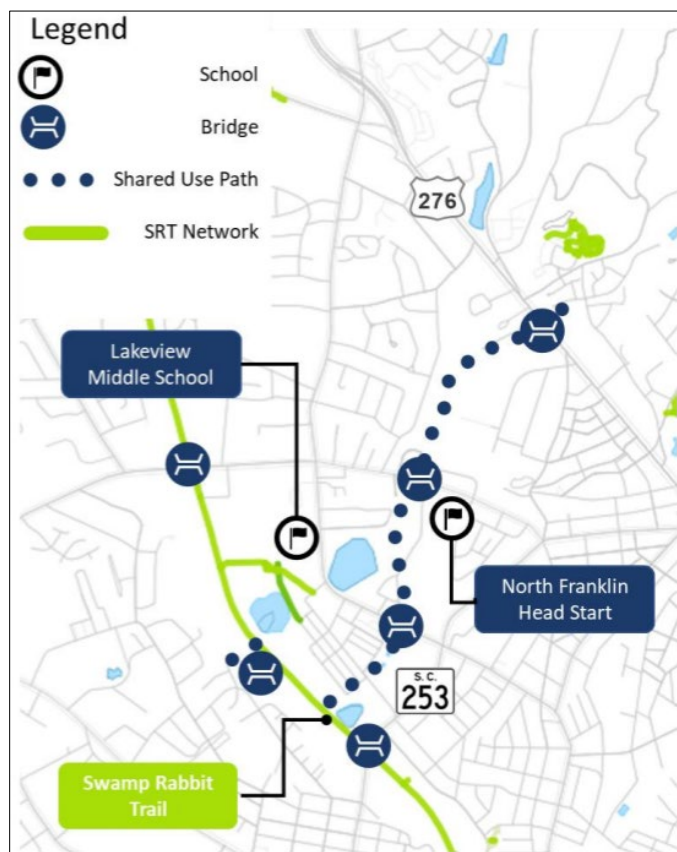 Legend
School
Bridge
Shared Use Path
SRT Network
276
Lakeview
Middle School
North Franklin
Head Start
S. C.
253
Swamp Rabbit
Trail